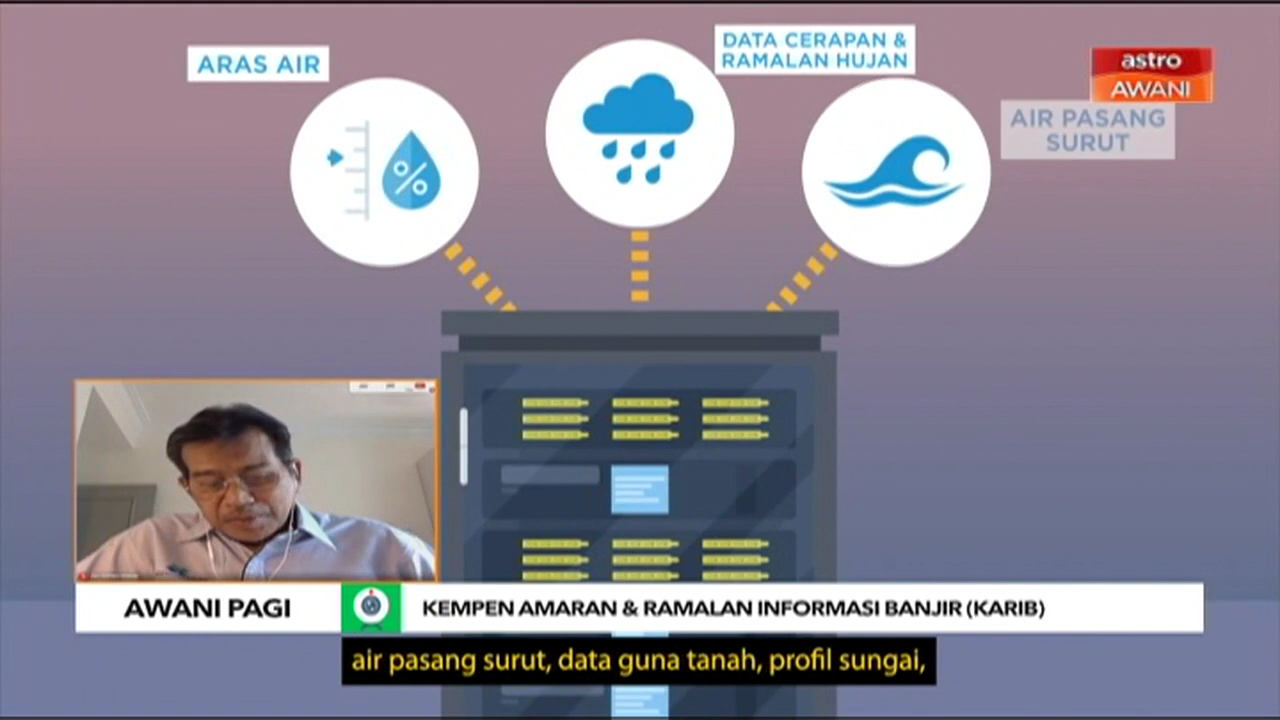 ARAS AIR
DATA CERAPAN &
RAMALAN HUJAN
astro
AWANI
AIR PASANG
SURUT
%
AWANI PAGI
KEMPEN AMARAN & RAMALAN INFORMASI BANJIR (KARIB)
air pasang surut, data guna tanah, profil sungai,